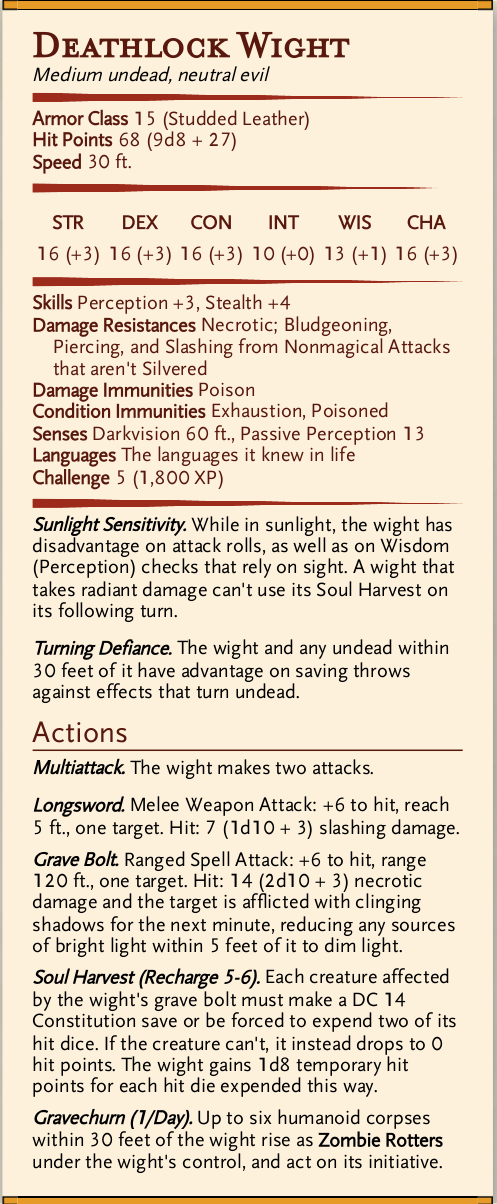 Deathlock Wight
Medium undead, neutral evil
Armor Class 15 (Studded Leather)
Hit Points 68 (9d8 + 27)
Speed 30 ft.
STR DEX CON INT WIS CHA
16 (+3) 16 (+3) 16 (+3) 10 (+0) 13 (+1) 16 (+3)
Skills Perception +3, Stealth +4
Damage Resistances Necrotic; Bludgeoning,
Piercing, and Slashing from Nonmagical Attacks
that aren't Silvered
Damage Immunities Poison
Condition Immunities Exhaustion, Poisoned
Senses Darkvision 60 ft., Passive Perception 13
Languages The languages it knew in life
Challenge 5 (1,800 XP)
Sunlight Sensitivity. While in sunlight, the wight has
disadvantage on attack rolls, as well as on Wisdom
(Perception) checks that rely on sight. A wight that
takes radiant damage can't use its Soul Harvest on
its following turn.
Turning Defiance. The wight and any undead within
30 feet of it have advantage on saving throws
against effects that turn undead.
Actions
Multiattack. The wight makes two attacks.
Longsword. Melee Weapon Attack: +6 to hit, reach
5 ft., one target. Hit: 7 (1d10 + 3) slashing damage.
Grave Bolt. Ranged Spell Attack: +6 to hit, range
120 ft., one target. Hit: 14 (2d10 + 3) necrotic
damage and the target is afflicted with clinging
shadows for the next minute, reducing any sources
of bright light within 5 feet of it to dim light.
Soul Harvest (Recharge 5-6). Each creature affected
by the wight's grave bolt must make a DC 14
Constitution save or be forced to expend two of its
hit dice. If the creature can't, it instead drops to 0
hit points. The wight gains 1d8 temporary hit
points for each hit die expended this way.
Gravechurn (1/Day). Up to six humanoid corpses
within 30 feet of the wight rise as Zombie Rotters
under the wight's control, and act on its initiative.